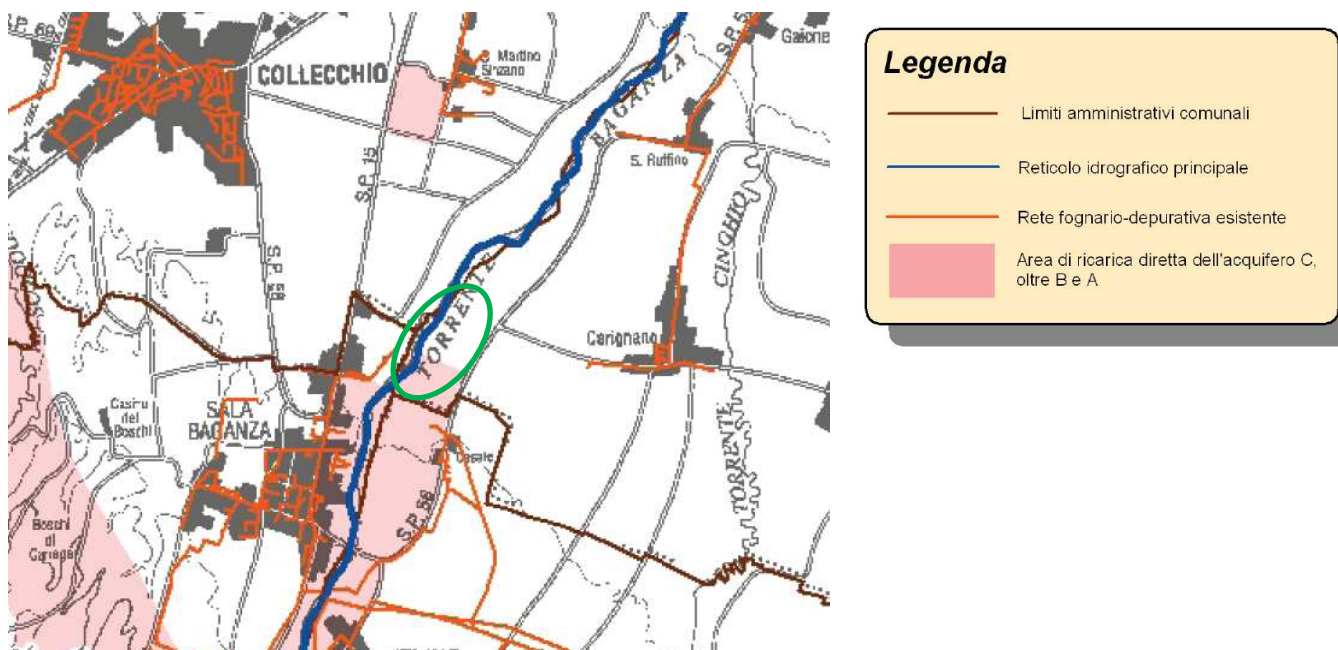 S.P.
COLLECCHIO
S. Martino
Sinzano
Gaione
S.P. 15
BAGANZA
S. Ruffino
CINGHIO
TORRENTE
Carignano
SALA
BAGANZA
Casino
dei
Boschi
Casale
S.P. 56
TORRENTE
Boschi
di
Carrega
Legenda
Limiti amministrativi comunali
Reticolo idrografico principale
Rete fognario-depurativa esistente
Area di ricarica diretta dell'acquifero C,
oltre B e A